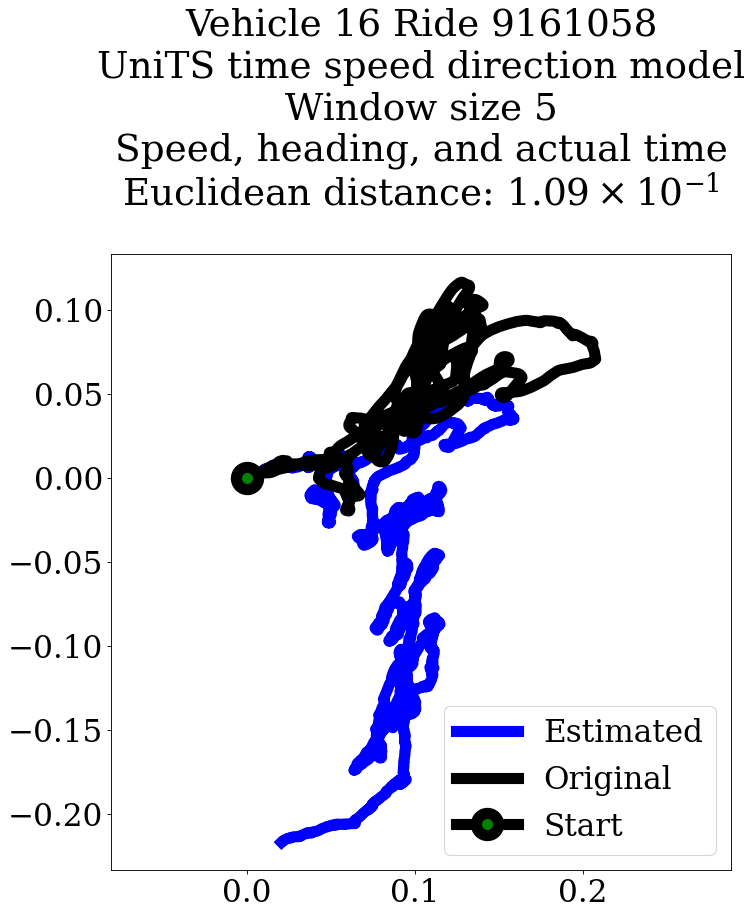 Vehicle 16 Ride 9161058
UniTS time speed direction model
Window size 5
Speed, heading, and actual time
Euclidean distance: 1.09 × 10⁻¹
0.10
0.05
0.00
−0.05
−0.10
−0.15
−0.20
Estimated
Original
Start
0.0 0.1 0.2